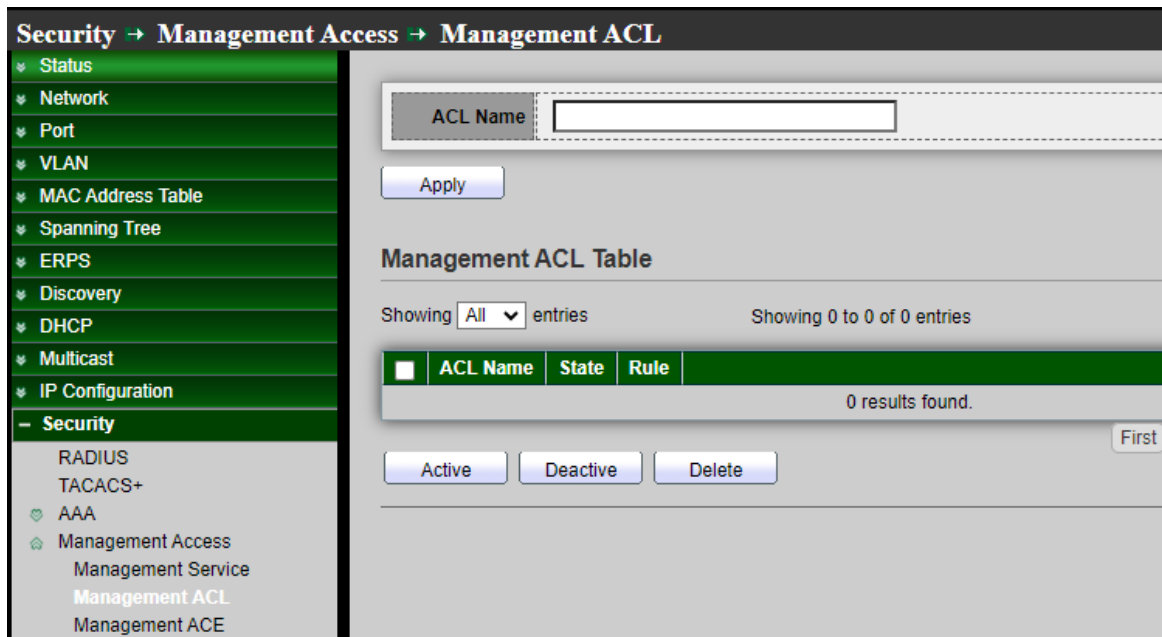 Security → Management Access → Management ACL
Status
Network
Port
VLAN
MAC Address Table
Spanning Tree
ERPS
Discovery
DHCP
Multicast
IP Configuration
Security
RADIUS
TACACS+
AAA
Management Access
Management Service
Management ACL
Management ACE
ACL Name
Apply
Management ACL Table
Showing All entries Showing 0 to 0 of 0 entries
ACL Name State Rule
0 results found.
First
Active Deactive Delete